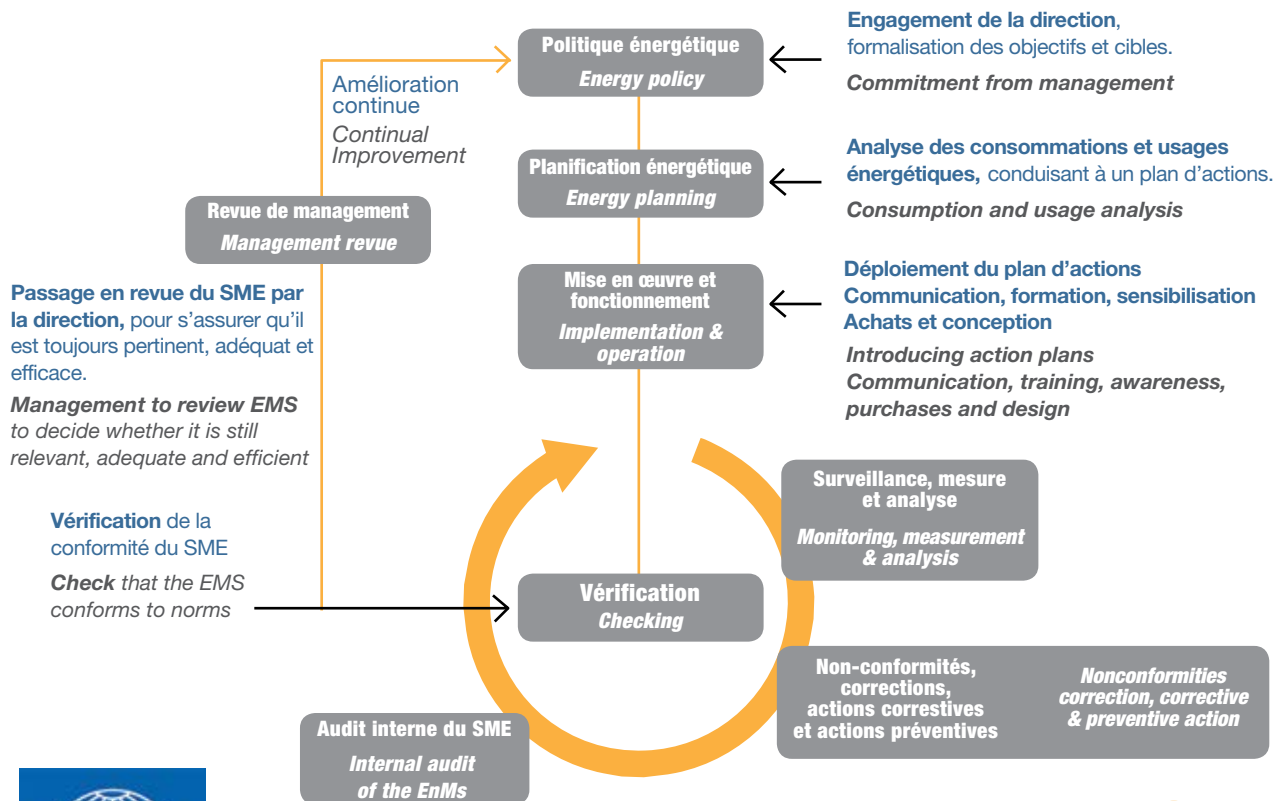 Politique énergétique
Energy policy
Engagement de la direction,
formalisation des objectifs et cibles.
Commitment from management
Amélioration
continue
Continual
Improvement
Planification énergétique
Energy planning
Analyse des consommations et usages
énergétiques, conduisant à un plan d’actions.
Consumption and usage analysis
Revue de management
Management revue
Mise en œuvre et
fonctionnement
Implementation &
operation
Déploiement du plan d’actions
Communication, formation, sensibilisation
Achats et conception
Introducing action plans
Communication, training, awareness,
purchases and design
Passage en revue du SME par
la direction, pour s’assurer qu’il
est toujours pertinent, adéquat et
efficace.
Management to review EMS
to decide whether it is still
relevant, adequate and efficient
Surveillance, mesure
et analyse
Monitoring, measurement
& analysis
Vérification de la
conformité du SME
Check that the EMS
conforms to norms
Vérification
Checking
Non-conformités,
corrections,
actions correstives
et actions préventives
Nonconformities
correction, corrective
& preventive action
Audit interne du SME
Internal audit
of the EnMs